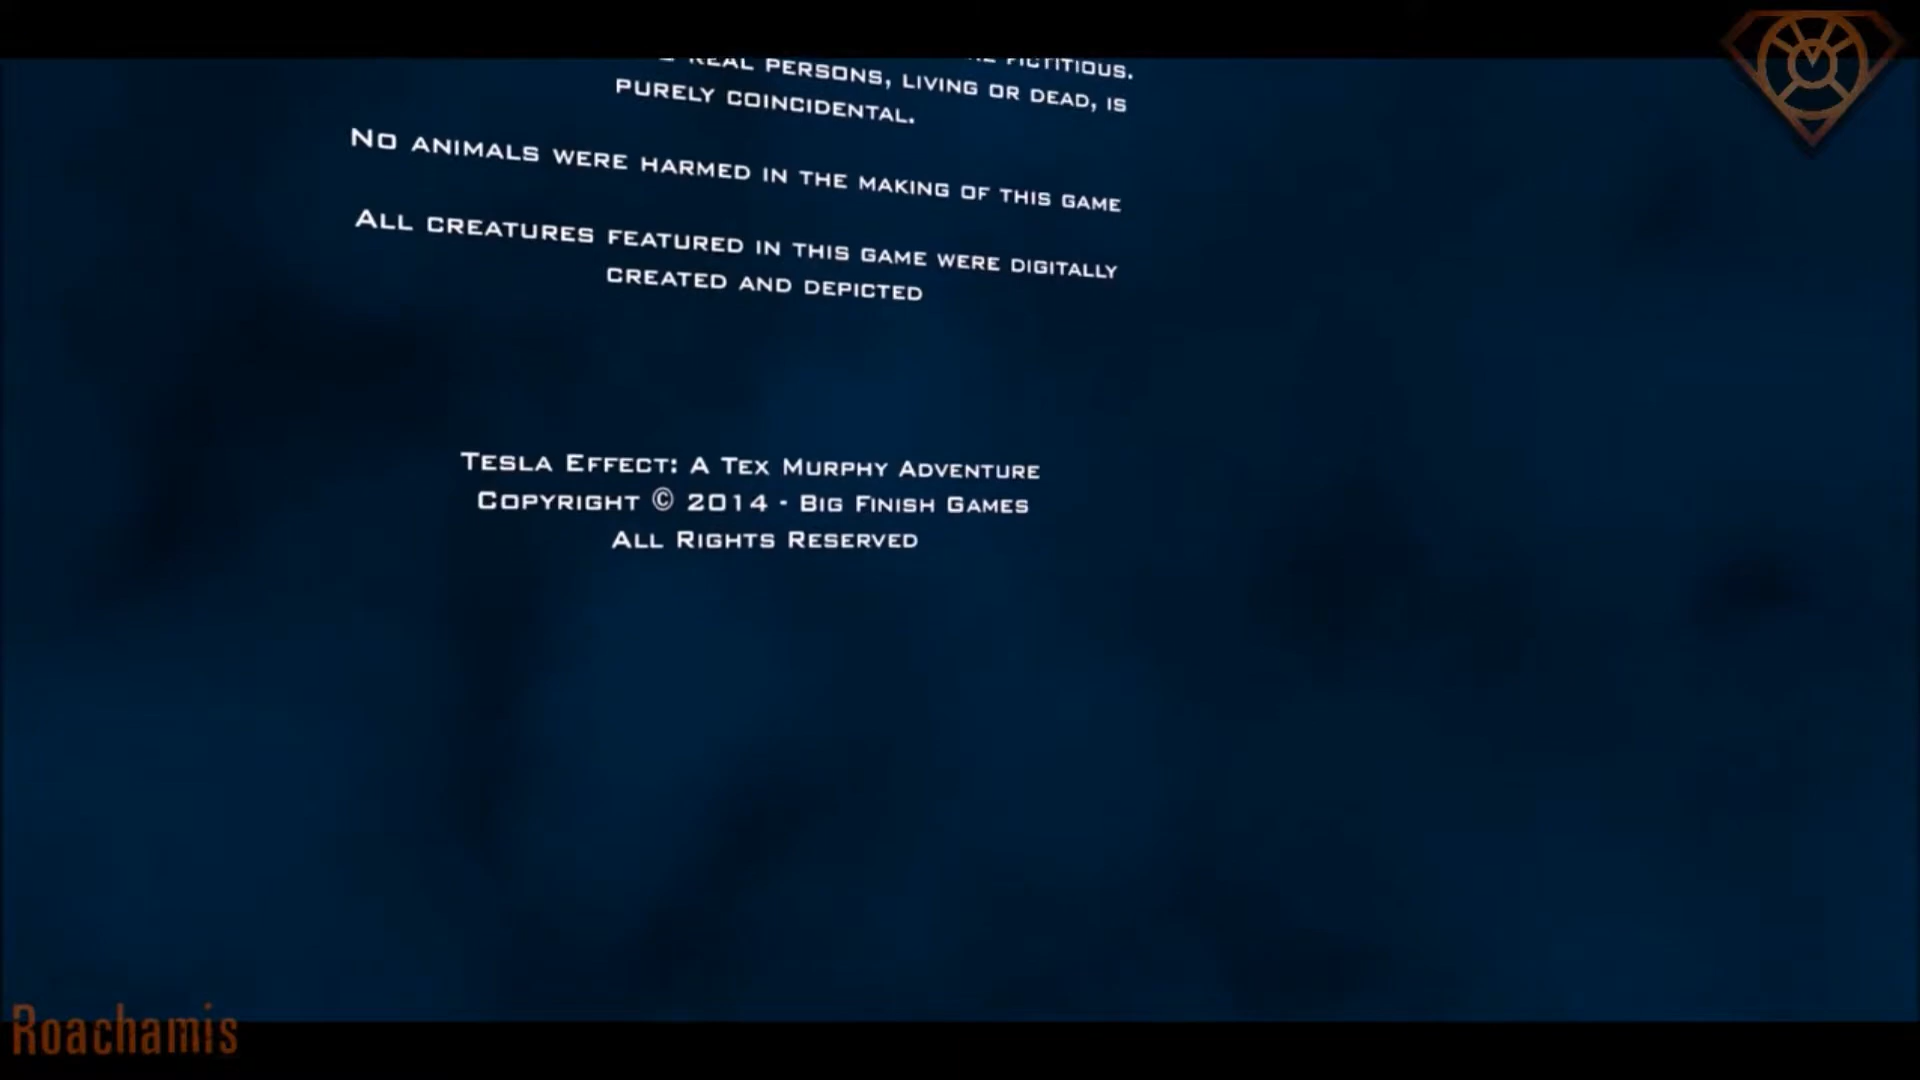 REAL PERSONS, LIVING OR DEAD, IS
FICTITIOUS.
PURELY COINCIDENTAL.
NO ANIMALS WERE HARMED IN THE MAKING OF THIS GAME
ALL CREATURES FEATURED IN THIS GAME WERE DIGITALLY
CREATED AND DEPICTED
TESLA EFFECT: A TEX MURPHY ADVENTURE
COPYRIGHT © 2014 - BIG FINISH GAMES
ALL RIGHTS RESERVED
Roachamis